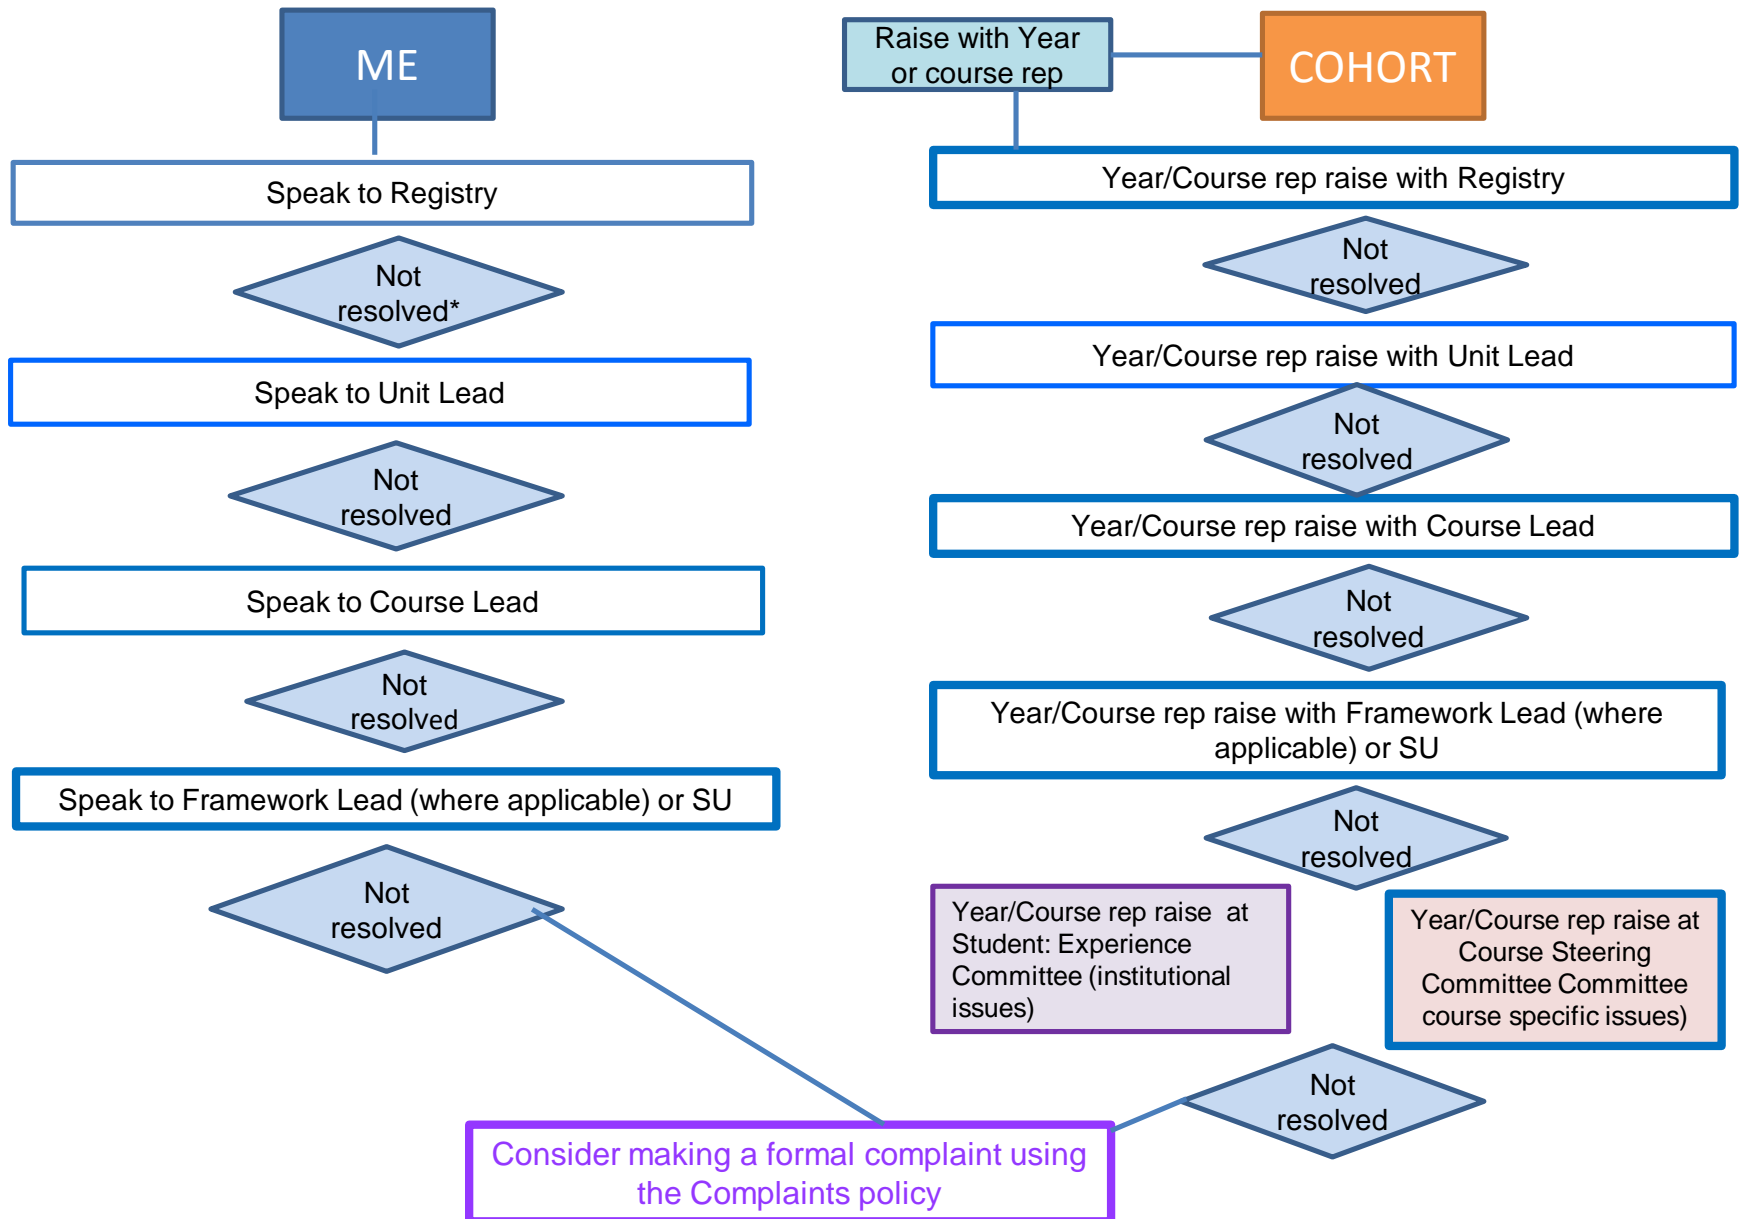 ME
Speak to Registry
Not
resolved*
Speak to Unit Lead
Not
resolved
Speak to Course Lead
Not
resolved
Speak to Framework Lead (where applicable) or SU
Not
resolved
Raise with Year
or course rep
COHORT
Year/Course rep raise with Registry
Not
resolved
Year/Course rep raise with Unit Lead
Not
resolved
Year/Course rep raise with Course Lead
Not
resolved
Year/Course rep raise with Framework Lead (where
applicable) or SU
Not
resolved
Year/Course rep raise at
Student: Experience
Committee (institutional
issues)
Year/Course rep raise at
Course Steering
Committee Committee
course specific issues)
Not
resolved
Consider making a formal complaint using
the Complaints policy